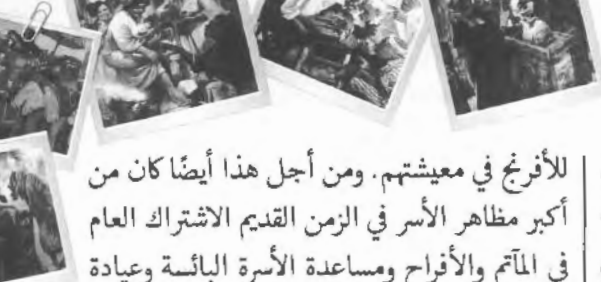 للأفرنج في معيشتهم. ومن أجل هذا أيضًا كان من
أكبر مظاهر الأسر في الزمن القديم الاشتراك العام
في المآتم والأفراح ومساعدة الأسرة البائسة وعيادة